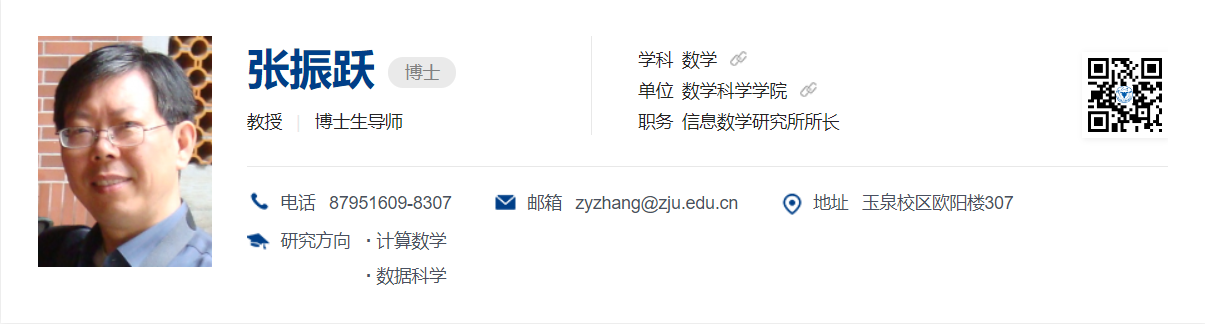 张振跃 博士
教授 | 博士生导师
学科 数学
单位 数学科学学院
职务 信息数学研究所所长
电话 87951609-8307 邮箱 zyzhang@zju.edu.cn 地址 玉泉校区欧阳楼307
研究方向 · 计算数学
· 数据科学